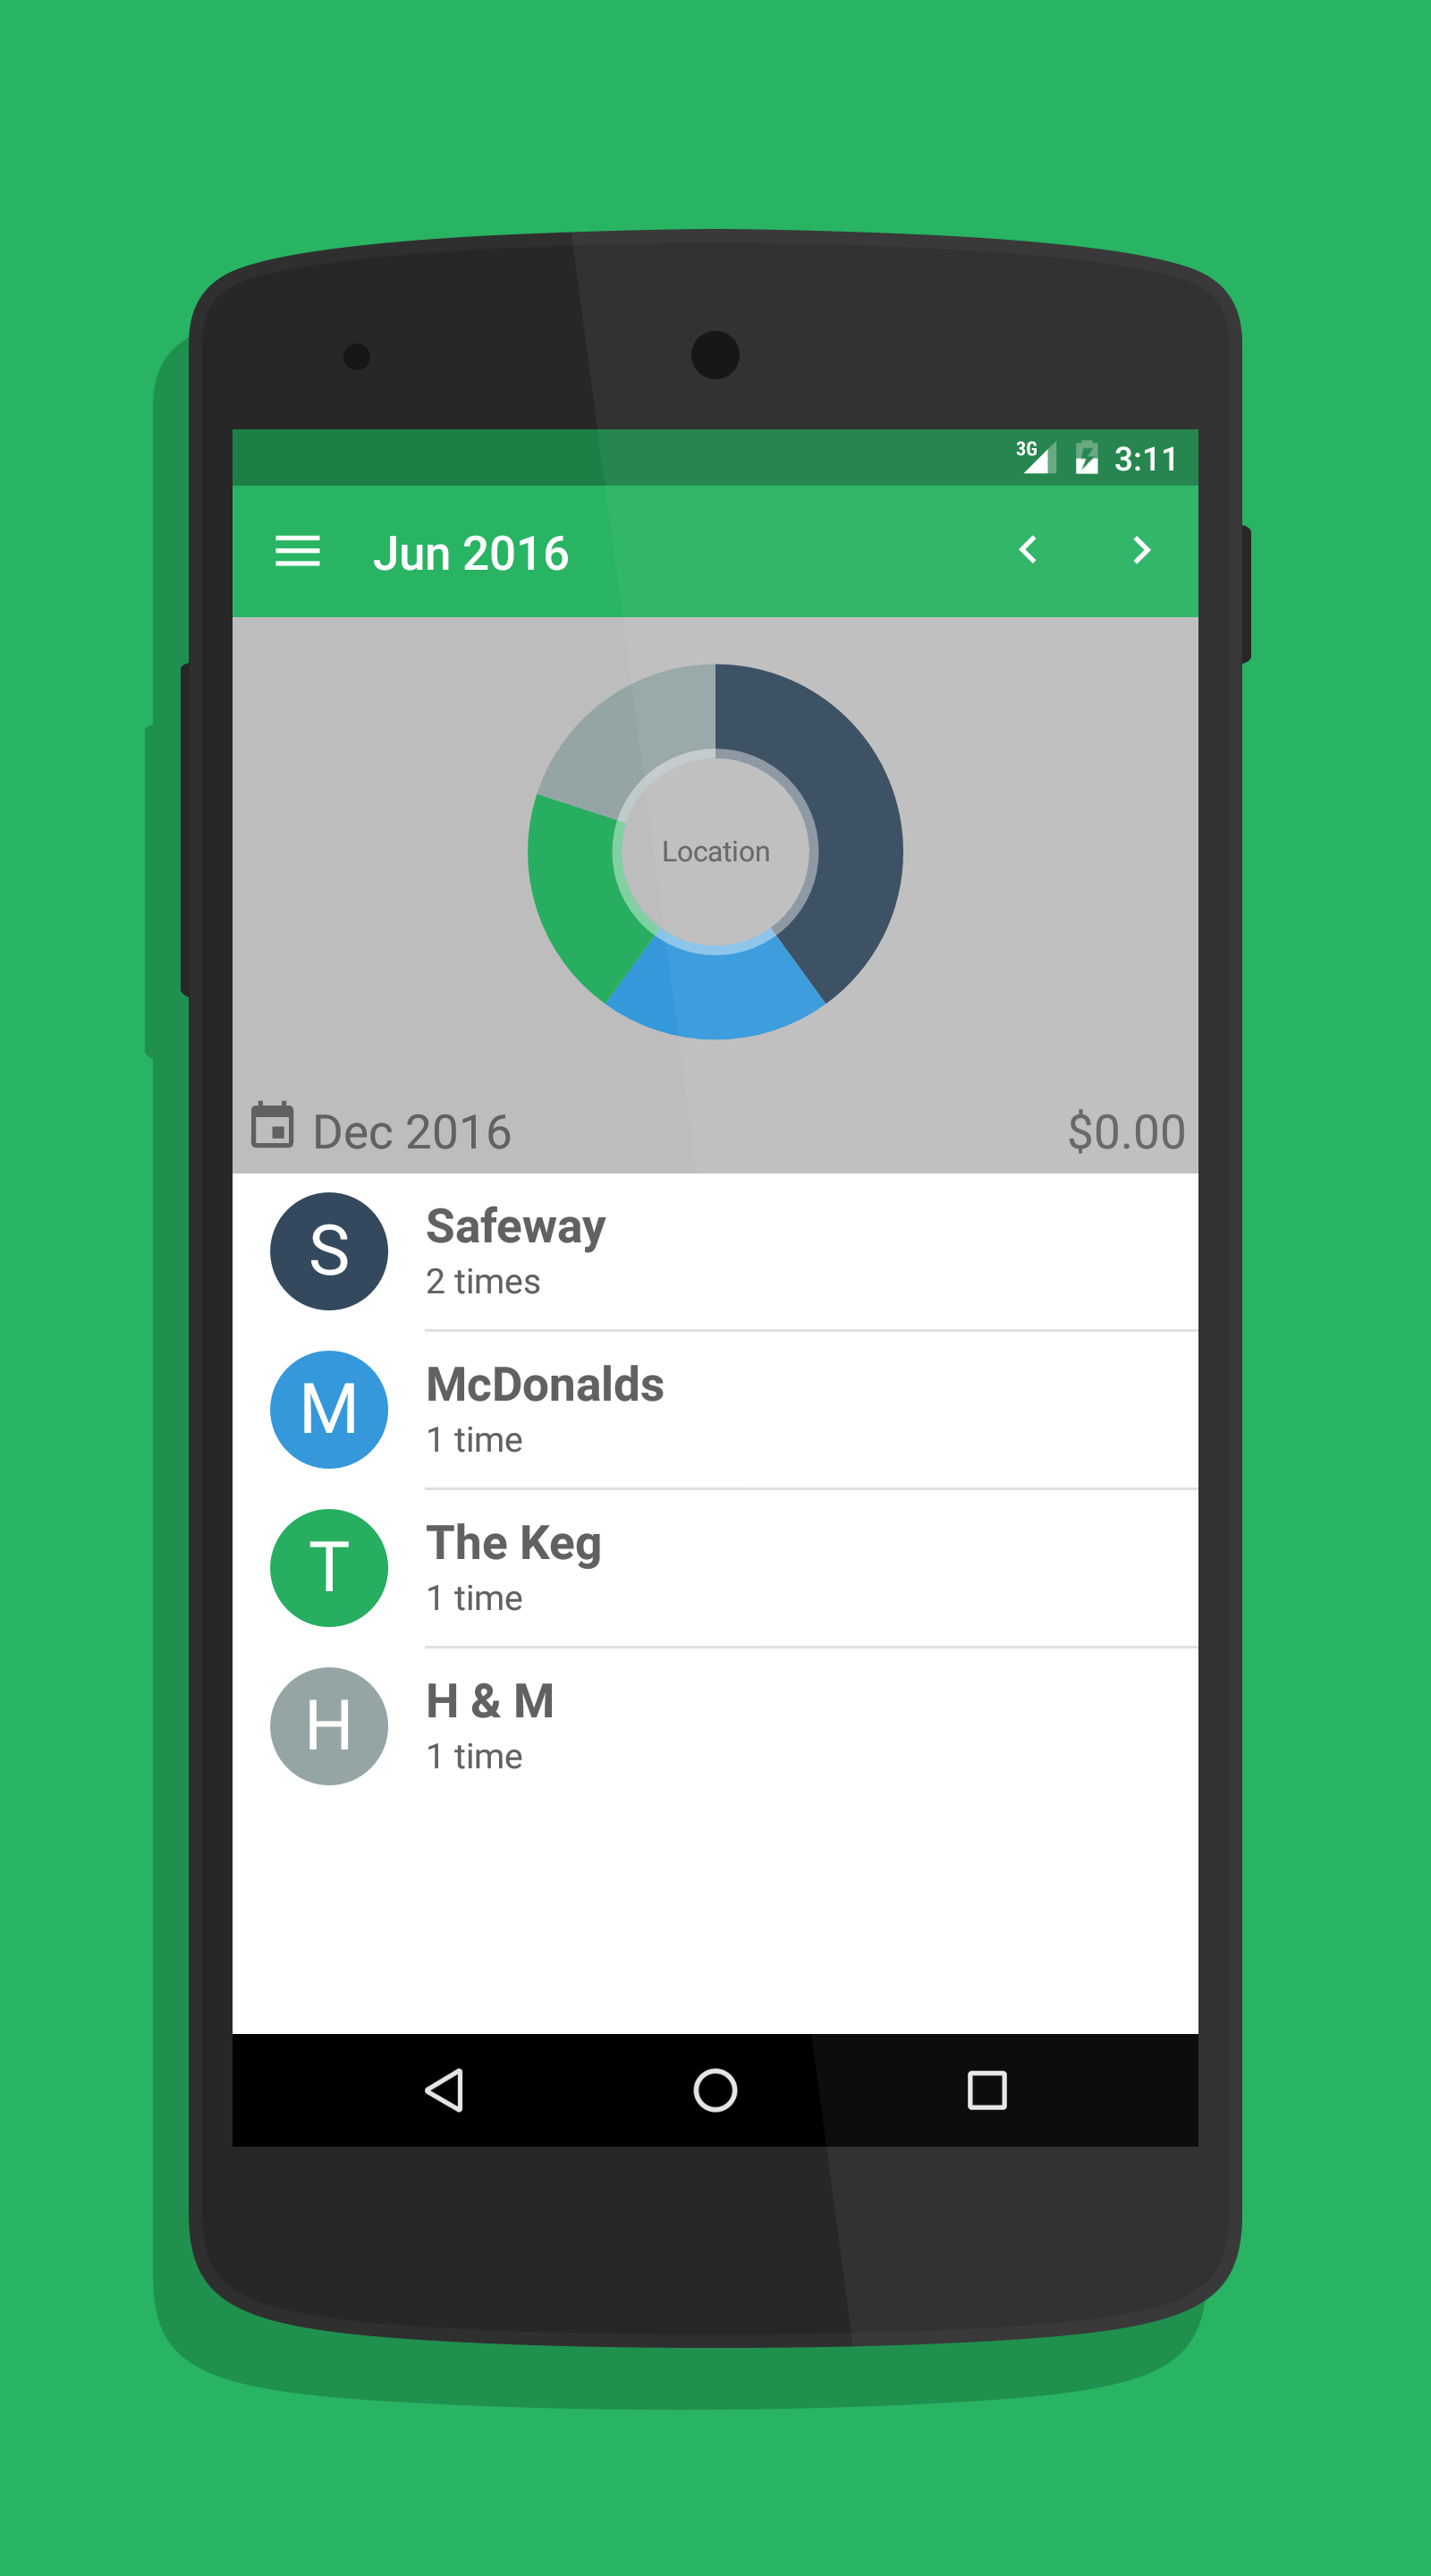 3G 3:11
Jun 2016
Location
Dec 2016 $0.00
S Safeway
2 times
M McDonalds
1 time
T The Keg
1 time
H H & M
1 time